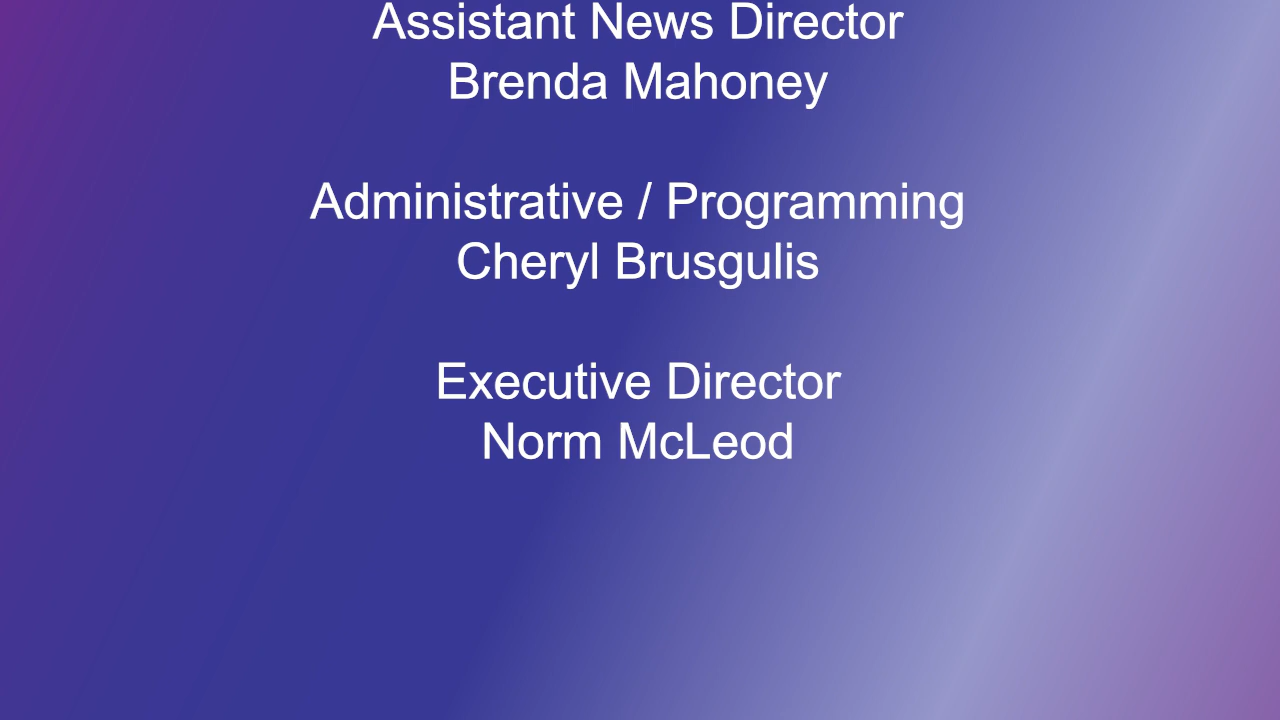 Assistant News Director
Brenda Mahoney
Administrative / Programming
Cheryl Brusgulis
Executive Director
Norm McLeod